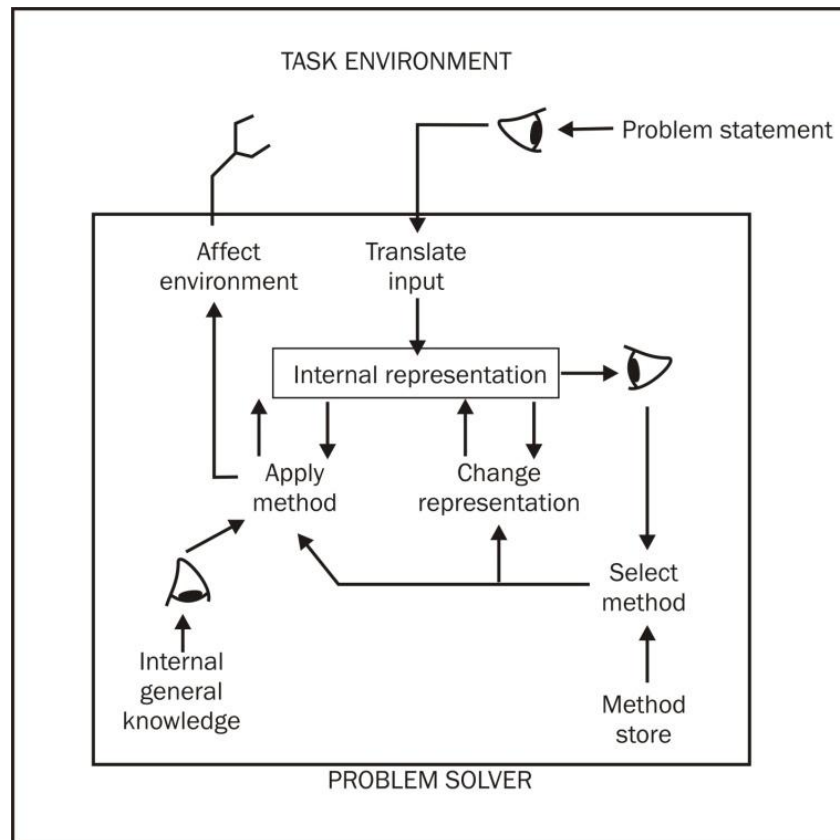 TASK ENVIRONMENT
Problem statement
Affect
environment
Translate
input
Internal representation
Apply
method
Change
representation
Select
method
Internal
general
knowledge
Method
store
PROBLEM SOLVER